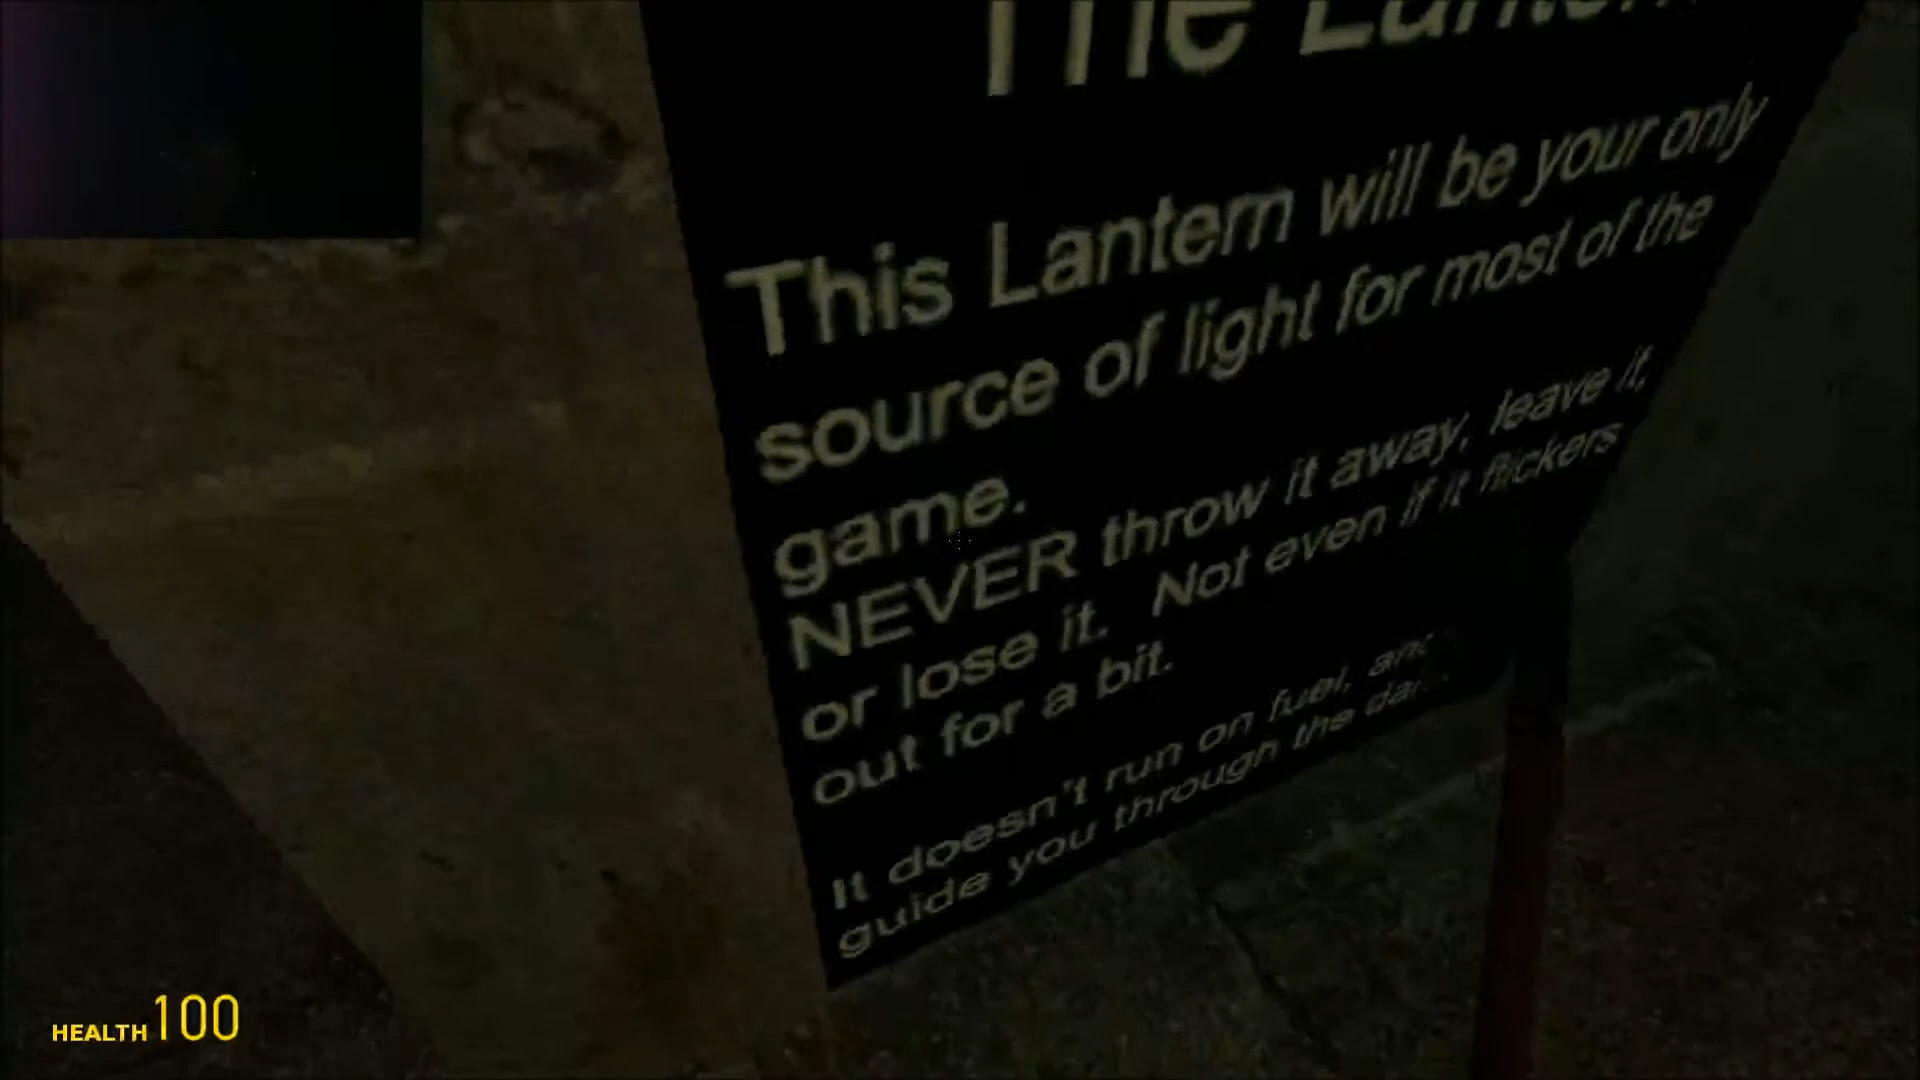 The Lantern
This Lantern will be your only
source of light for most of the
game.
NEVER throw it away, leave it,
or lose it. Not even if it flickers
out for a bit.
It doesn't run on fuel, and
guide you through the
HEALTH 100